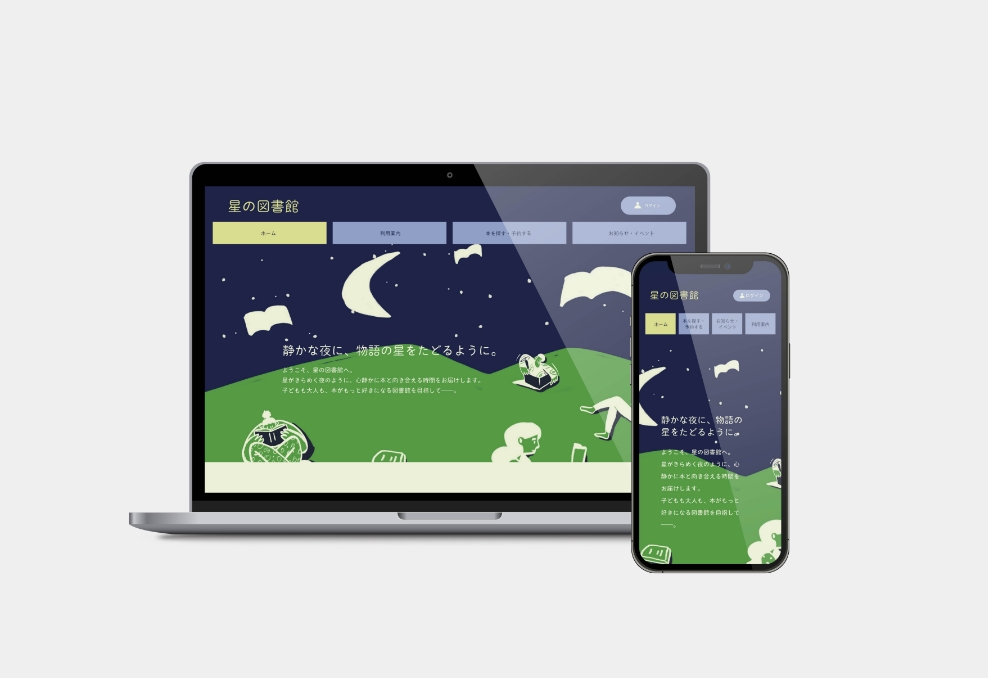 星の図書館
ログイン
ホーム
利用案内
本を探す・予約する
お知らせ・イベント
静かな夜に、物語の星をたどるように。
ようこそ、星の図書館へ。
星がきらめく夜のように、心静かに本と向き合える時間をお届けします。
子どもも大人も、本がもっと好きになる図書館を目指して──。
星の図書館
ログイン
ホーム
本を探す・
予約する
お知らせ・
イベント
利用案内
静かな夜に、物語の
星をたどるように。
ようこそ、星の図書館へ。
星がきらめく夜のように、心
静かに本と向き合える時間を
お届けします。
子どもも大人も、本がもっと
好きになる図書館を目指して
──。